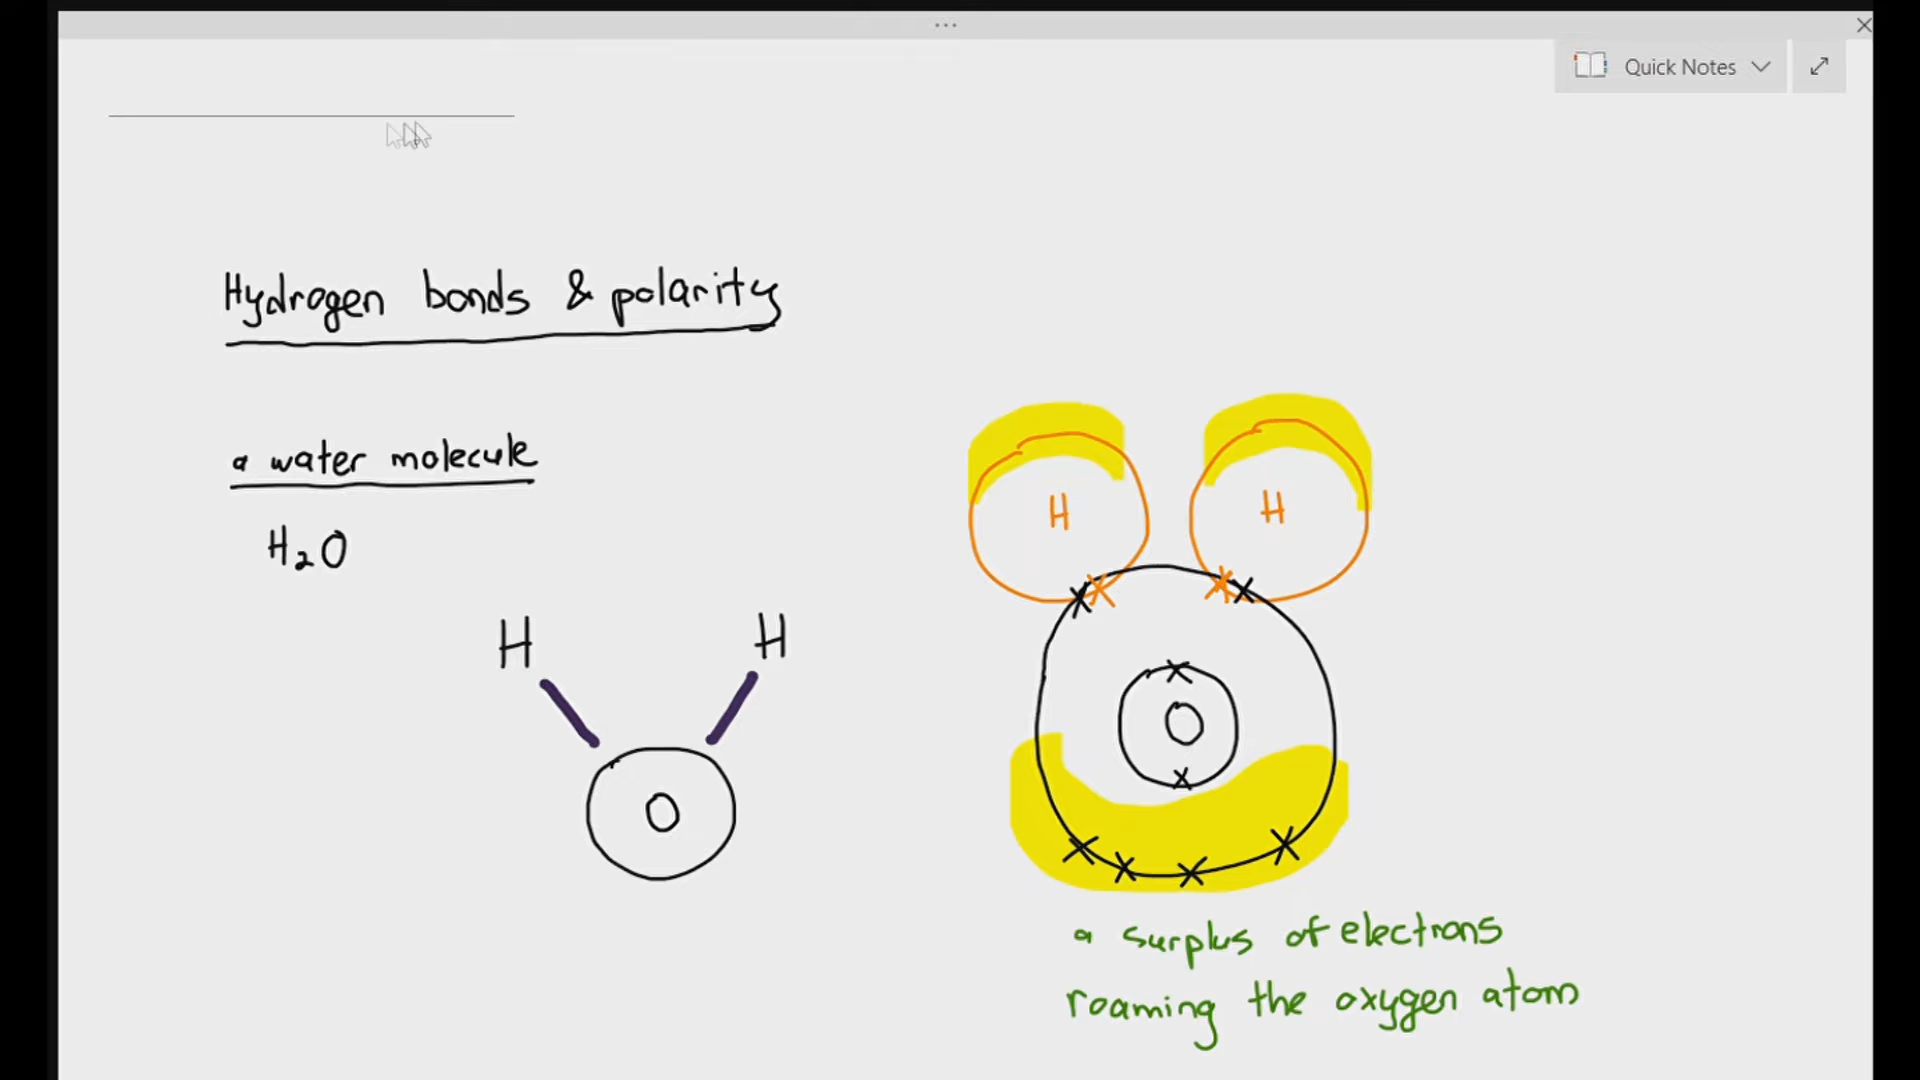 Quick Notes
Hydrogen bonds & polarity
a water molecule
H₂O
H H
O
H H
O
a surplus of electrons
roaming the oxygen atom